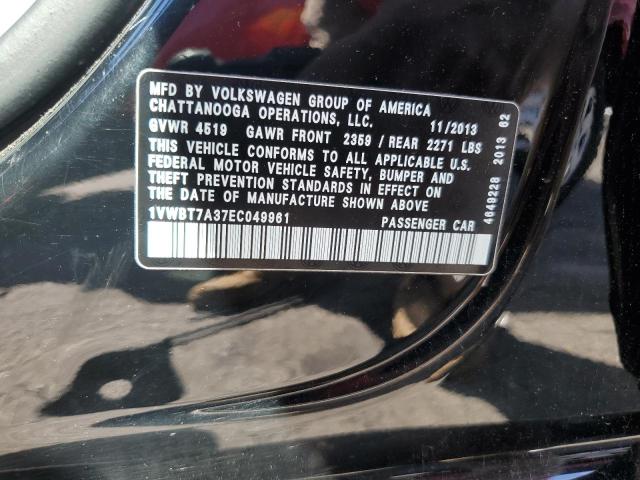 MFD BY VOLKSWAGEN GROUP OF AMERICA
CHATTANOOGA OPERATIONS, LLC. 11/2013
GVWR 4519 GAWR FRONT 2359 / REAR 2271 LBS
THIS VEHICLE CONFORMS TO ALL APPLICABLE U.S.
FEDERAL MOTOR VEHICLE SAFETY, BUMPER AND
THEFT PREVENTION STANDARDS IN EFFECT ON
THE DATE OF MANUFACTURE SHOWN ABOVE
1VWBT7A37EC049961 PASSENGER CAR
4649228 2013 62